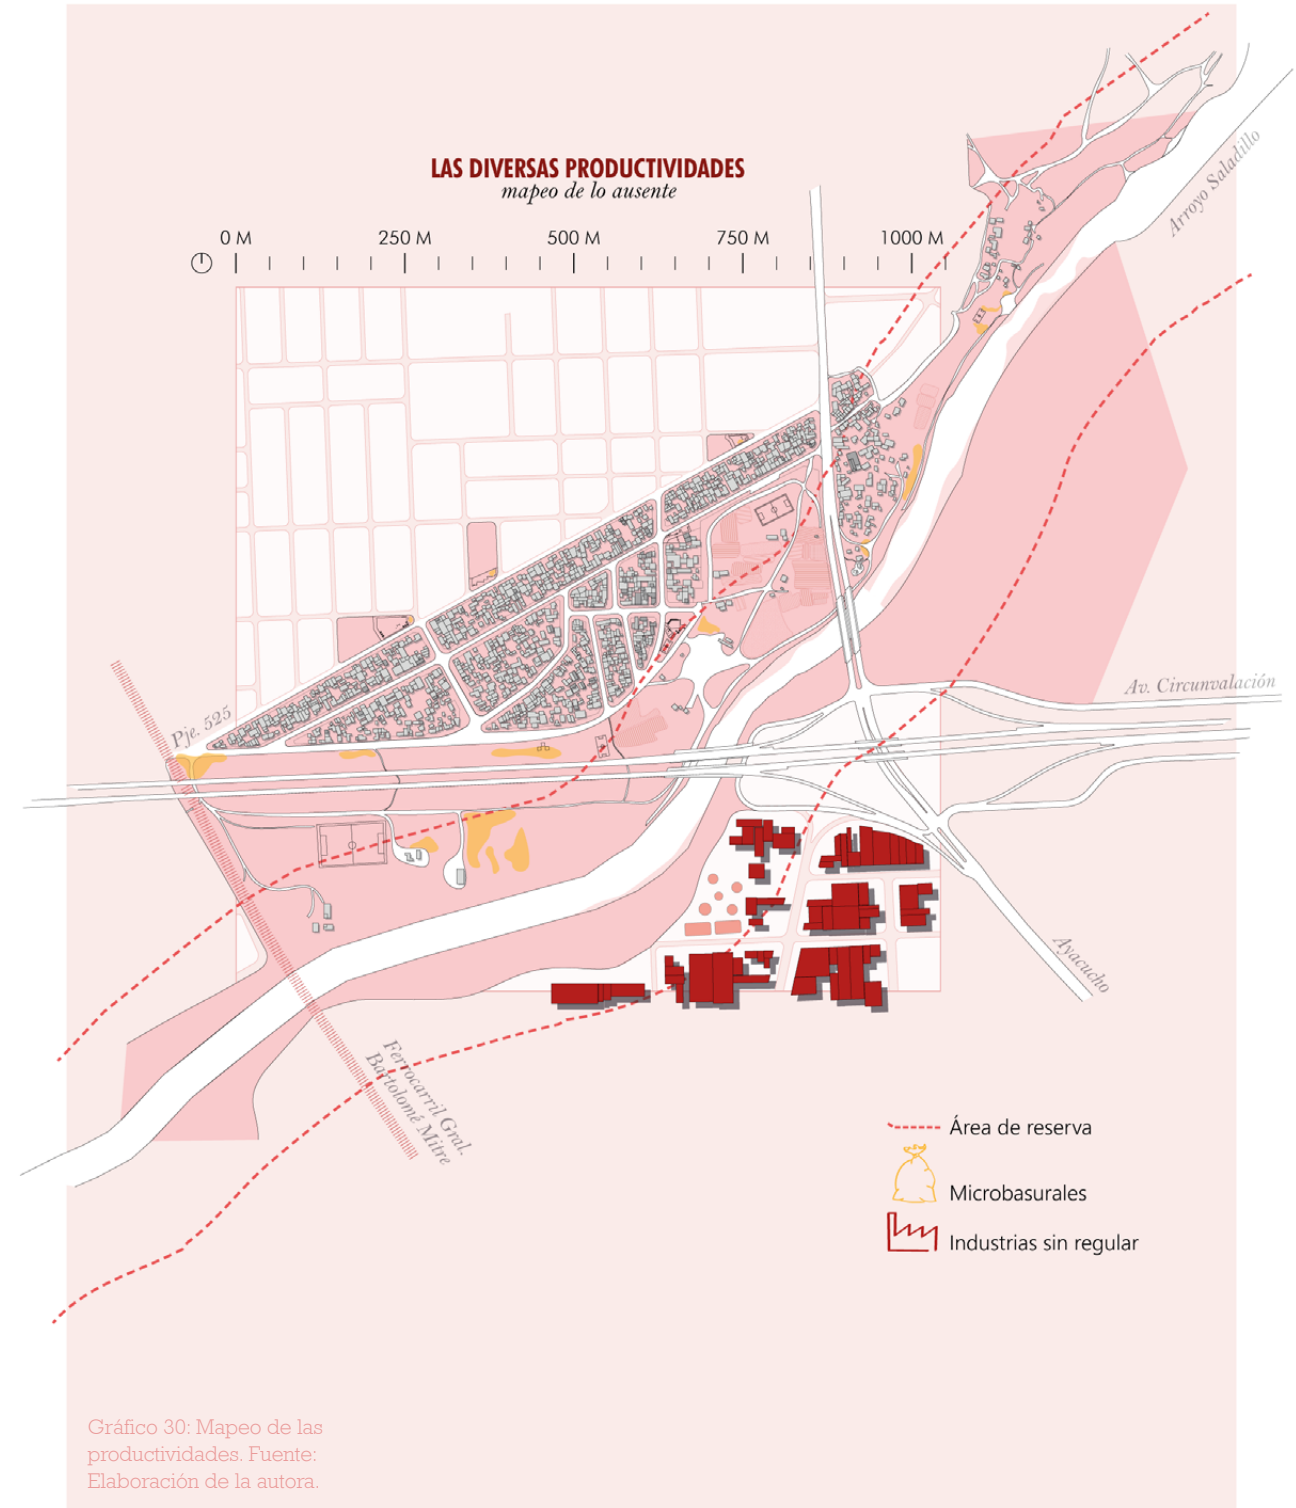 LAS DIVERSAS PRODUCTIVIDADES
mapeo de lo ausente
0 M
250 M
500 M
750 M
1000 M
Arroyo Saladillo
Av. Circunvalación
Pje. 525
Ayacucho
Ferrocarril Gral.
Bartolomé Mitre
Área de reserva
Microbasurales
Industrias sin regular
Gráfico 30: Mapeo de las
productividades. Fuente:
Elaboración de la autora.